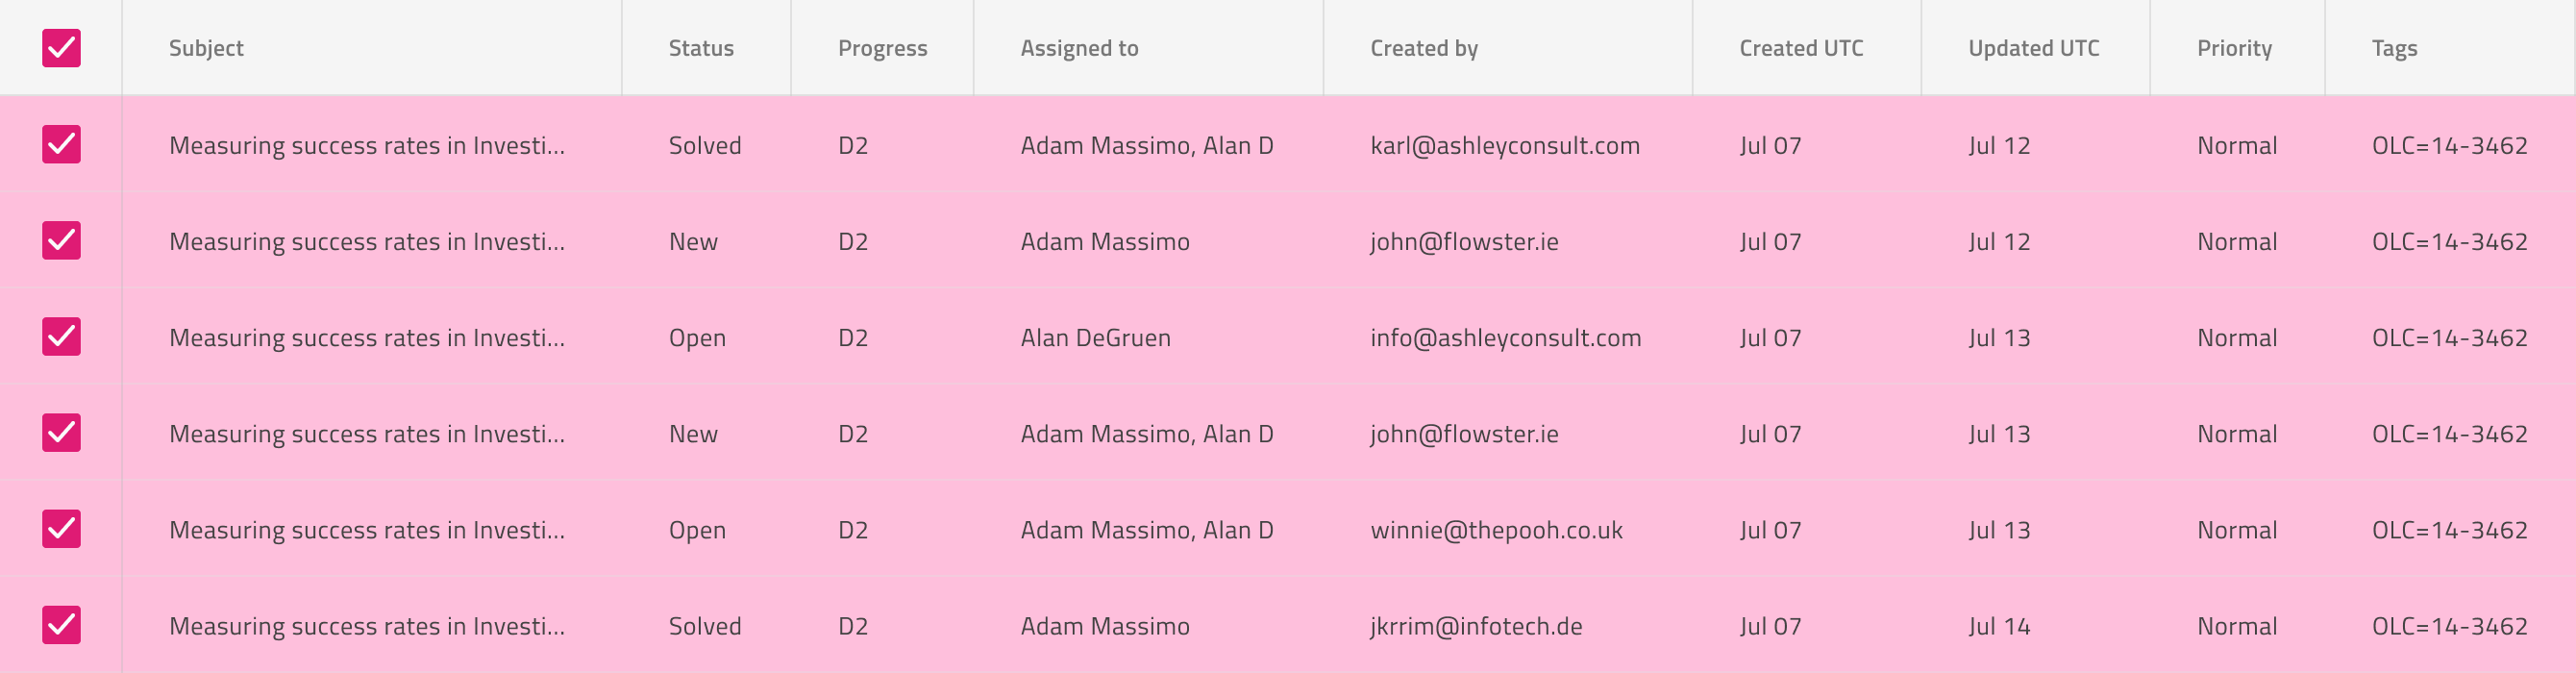 Subject Status Progress Assigned to Created by Created UTC Updated UTC Priority Tags
Measuring success rates in Investi... Solved D2 Adam Massimo, Alan D karl@ashleyconsult.com Jul 07 Jul 12 Normal OLC=14-3462
Measuring success rates in Investi... New D2 Adam Massimo john@flowster.ie Jul 07 Jul 12 Normal OLC=14-3462
Measuring success rates in Investi... Open D2 Alan DeGruen info@ashleyconsult.com Jul 07 Jul 13 Normal OLC=14-3462
Measuring success rates in Investi... New D2 Adam Massimo, Alan D john@flowster.ie Jul 07 Jul 13 Normal OLC=14-3462
Measuring success rates in Investi... Open D2 Adam Massimo, Alan D winnie@thepooh.co.uk Jul 07 Jul 13 Normal OLC=14-3462
Measuring success rates in Investi... Solved D2 Adam Massimo jkrrim@infotech.de Jul 07 Jul 14 Normal OLC=14-3462